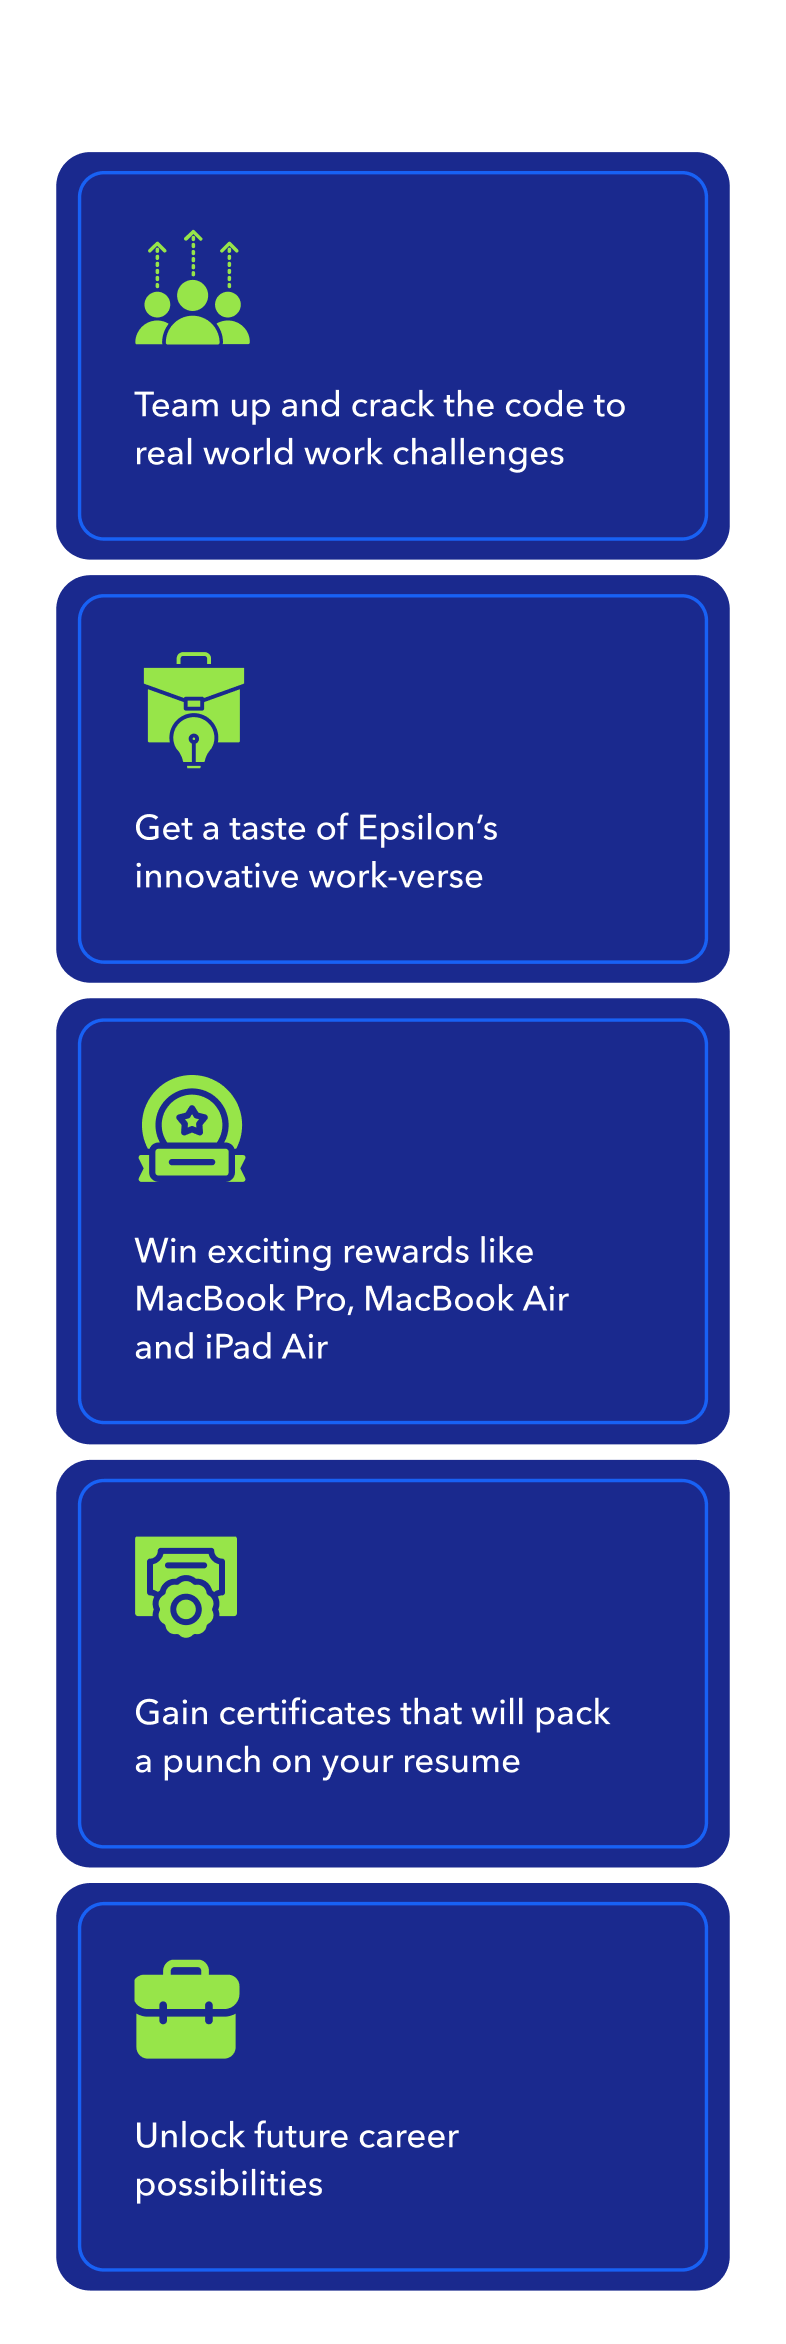 Team up and crack the code to
real world work challenges
Get a taste of Epsilon’s
innovative work-verse
Win exciting rewards like
MacBook Pro, MacBook Air
and iPad Air
Gain certificates that will pack
a punch on your resume
Unlock future career
possibilities